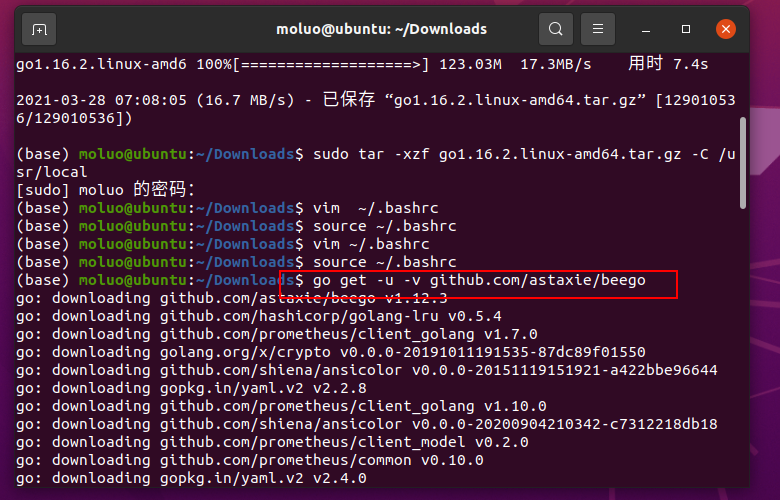 moluo@ubuntu: ~/Downloads
go1.16.2.linux-amd6 100%[===================>] 123.03M  17.3MB/s    用时 7.4s
2021-03-28 07:08:05 (16.7 MB/s) - 已保存 “go1.16.2.linux-amd64.tar.gz” [12901053
6/129010536])
(base) moluo@ubuntu:~/Downloads$ sudo tar -xzf go1.16.2.linux-amd64.tar.gz -C /u
sr/local
[sudo] moluo 的密码：
(base) moluo@ubuntu:~/Downloads$ vim  ~/.bashrc
(base) moluo@ubuntu:~/Downloads$ source ~/.bashrc
(base) moluo@ubuntu:~/Downloads$ vim ~/.bashrc
(base) moluo@ubuntu:~/Downloads$ source ~/.bashrc
(base) moluo@ubuntu:~/Downloads$ go get -u -v github.com/astaxie/beego
go: downloading github.com/astaxie/beego v1.12.3
go: downloading github.com/hashicorp/golang-lru v0.5.4
go: downloading github.com/prometheus/client_golang v1.7.0
go: downloading golang.org/x/crypto v0.0.0-20191011191535-87dc89f01550
go: downloading github.com/shiena/ansicolor v0.0.0-20151119151921-a422bbe96644
go: downloading gopkg.in/yaml.v2 v2.2.8
go: downloading github.com/prometheus/client_golang v1.10.0
go: downloading github.com/shiena/ansicolor v0.0.0-20200904210342-c7312218db18
go: downloading github.com/prometheus/client_model v0.2.0
go: downloading github.com/prometheus/common v0.10.0
go: downloading gopkg.in/yaml.v2 v2.4.0